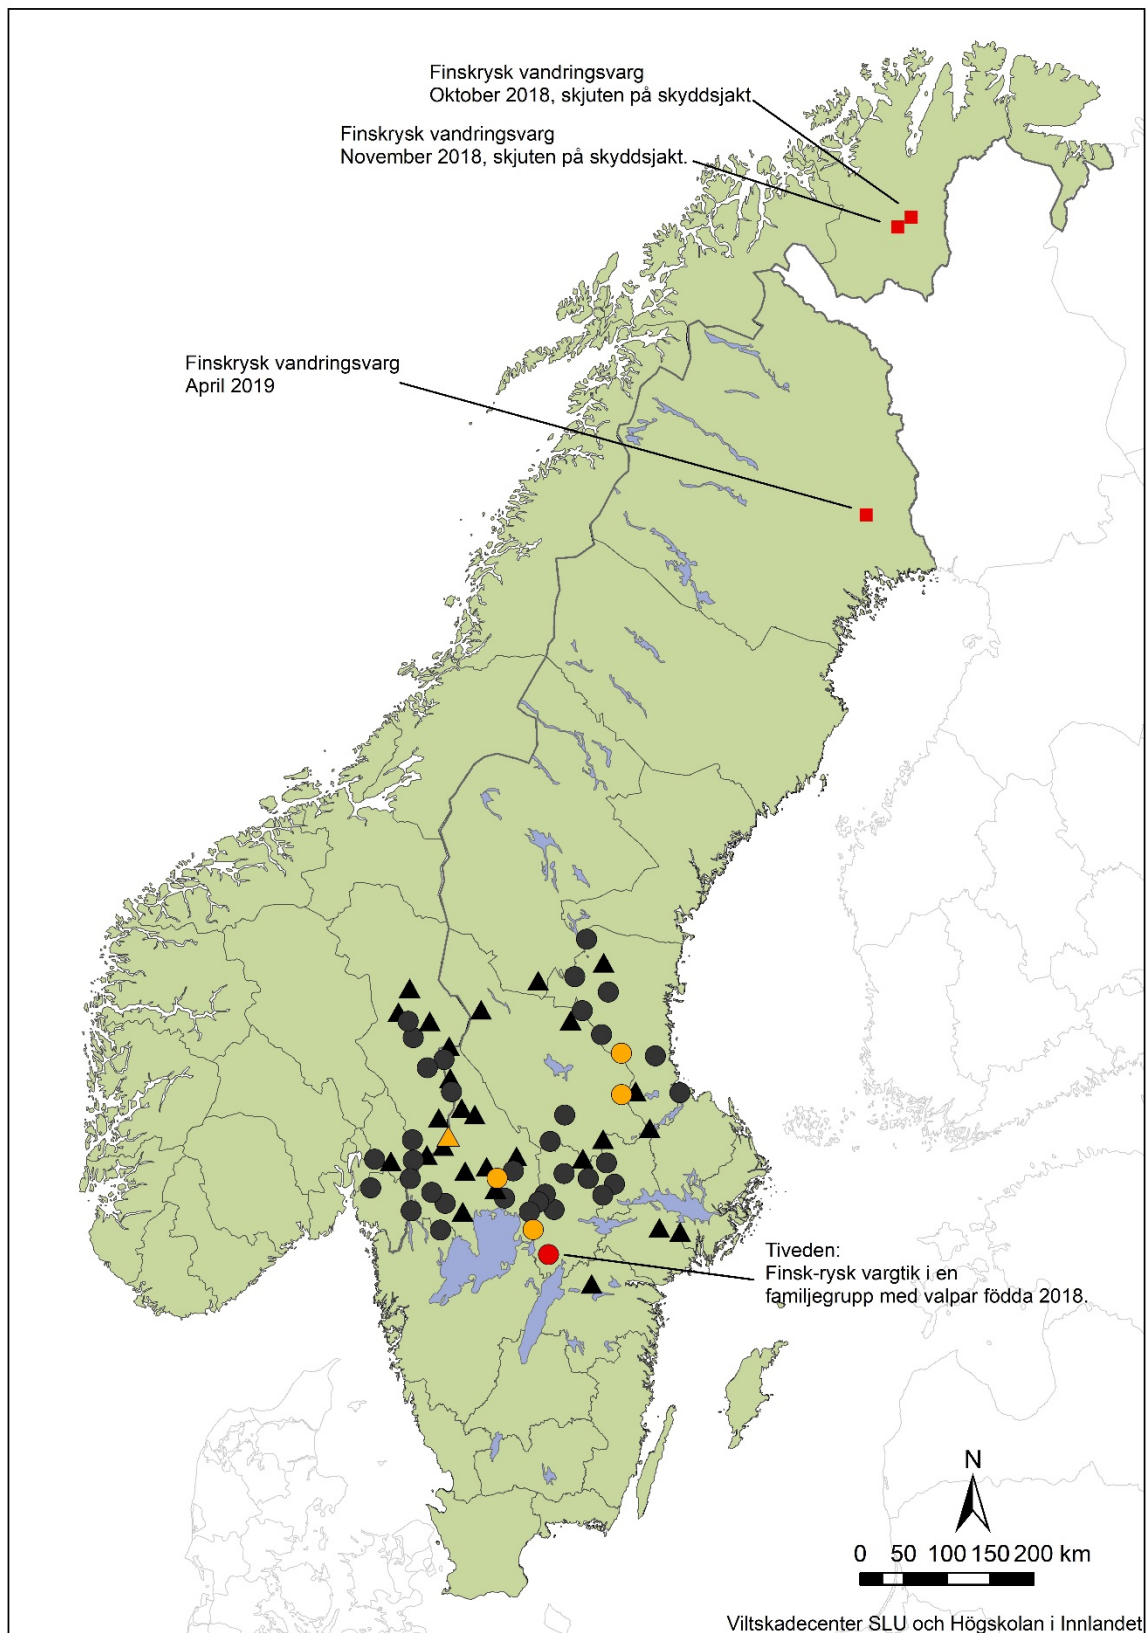 Finskrysk vandringsvarg
Oktober 2018, skjuten på skyddsjakt.
Finskrysk vandringsvarg
November 2018, skjuten på skyddsjakt.
Finskrysk vandringsvarg
April 2019
Tiveden:
Finsk-rysk vargtik i en
familjegrupp med valpar födda 2018.
N
0 50 100 150 200 km
Viltskadecenter SLU och Högskolan i Innlandet